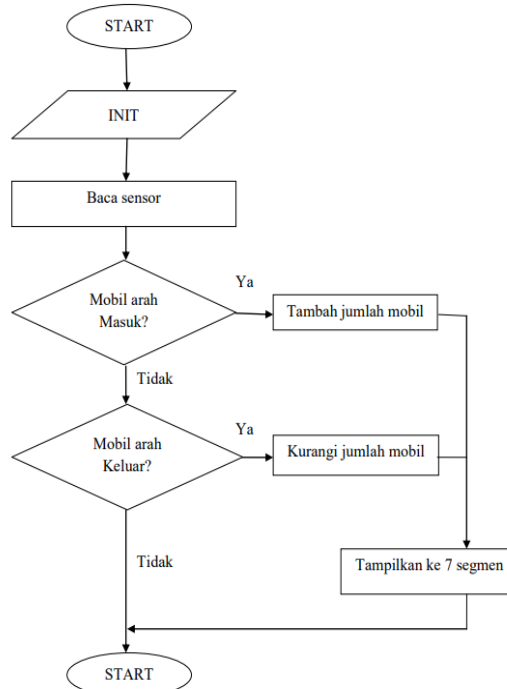 START
INIT
Baca sensor
Mobil arah
Masuk?
Ya
Tambah jumlah mobil
Tidak
Mobil arah
Keluar?
Ya
Kurangi jumlah mobil
Tidak
Tampilkan ke 7 segmen
START